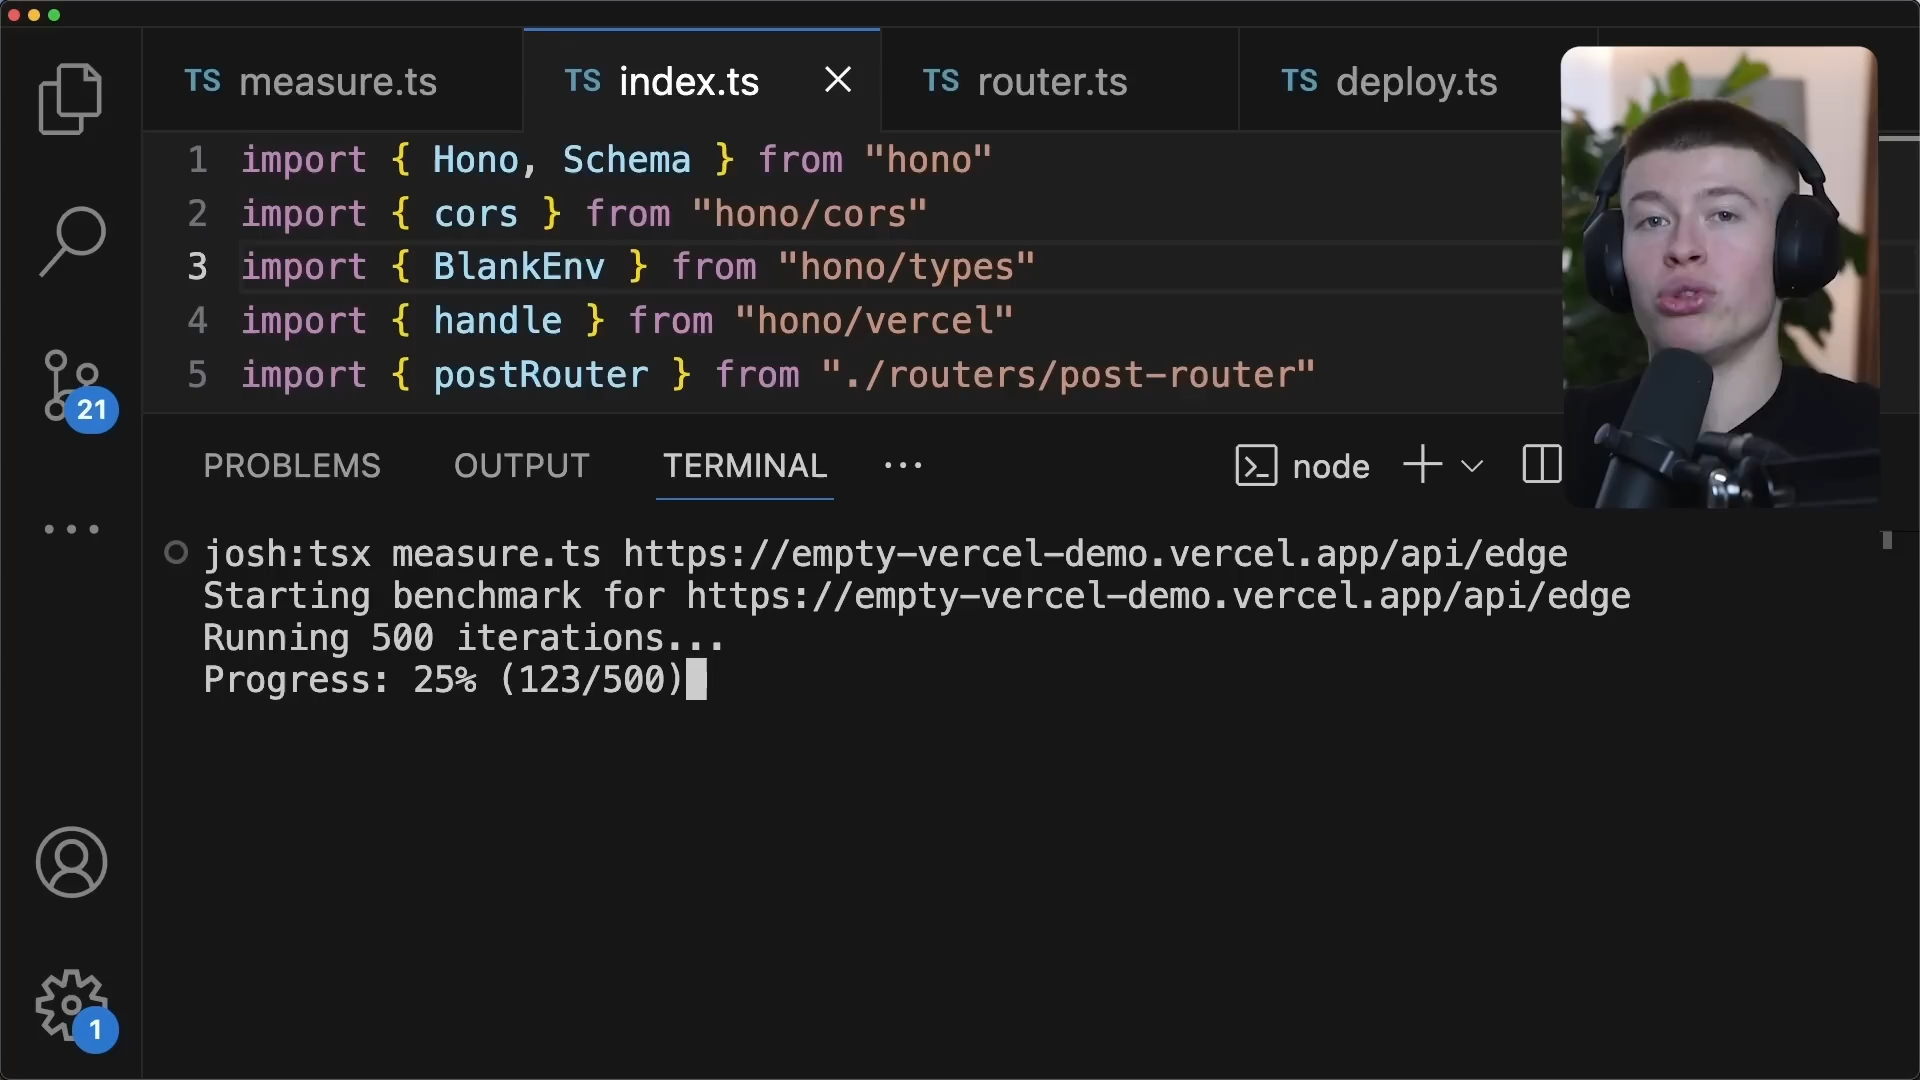 TS measure.ts
TS index.ts
TS router.ts
TS deploy.ts
1 import { Hono, Schema } from "hono"
2 import { cors } from "hono/cors"
3 import { BlankEnv } from "hono/types"
4 import { handle } from "hono/vercel"
5 import { postRouter } from "./routers/post-router"
21
PROBLEMS OUTPUT TERMINAL ··· node
josh:tsx measure.ts https://empty-vercel-demo.vercel.app/api/edge
Starting benchmark for https://empty-vercel-demo.vercel.app/api/edge
Running 500 iterations...
Progress: 25% (123/500)
1